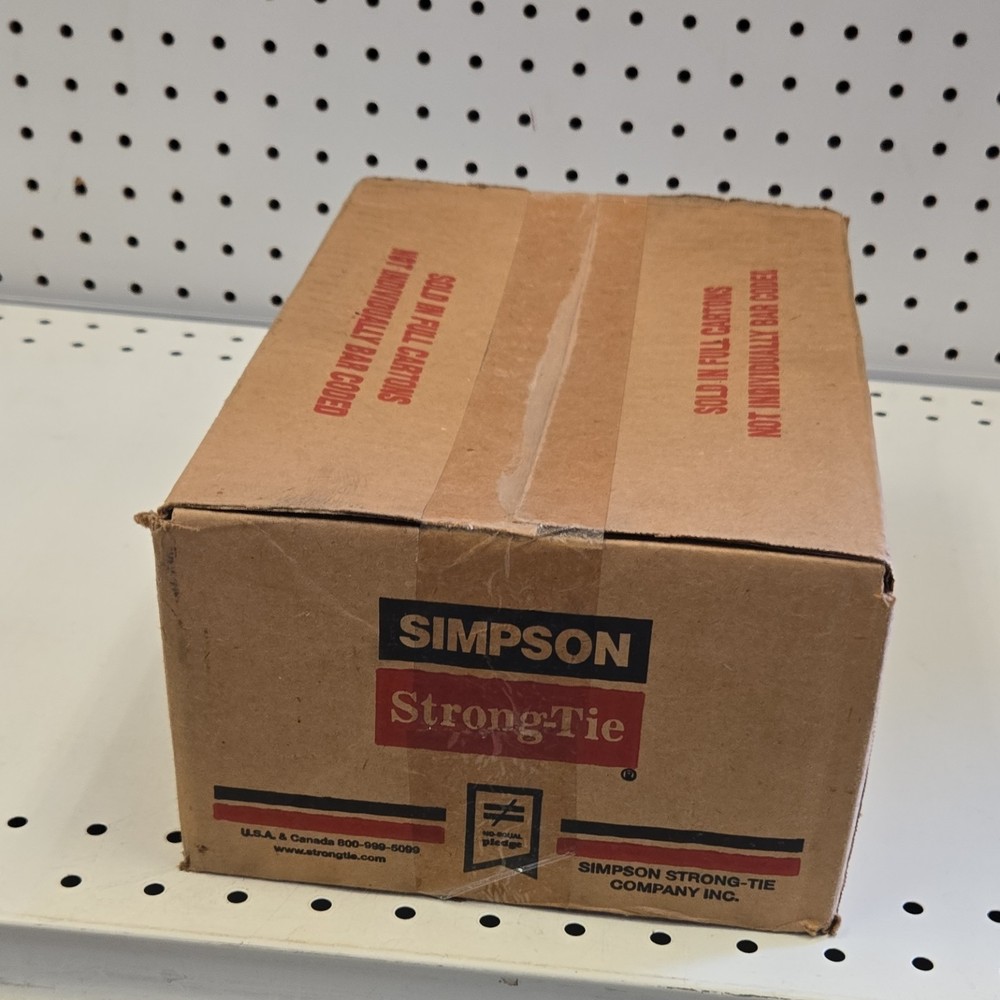 SOLD IN FULL CARTONS
NOT INDIVIDUALLY BAR CODED
SOLD IN FULL CARTONS
NOT INDIVIDUALLY BAR CODED
SIMPSON
Strong-Tie
®
U.S.A. & Canada 800-999-5099
www.strongtie.com
≠
NO-EQUAL
pledge
SIMPSON STRONG-TIE
COMPANY INC.